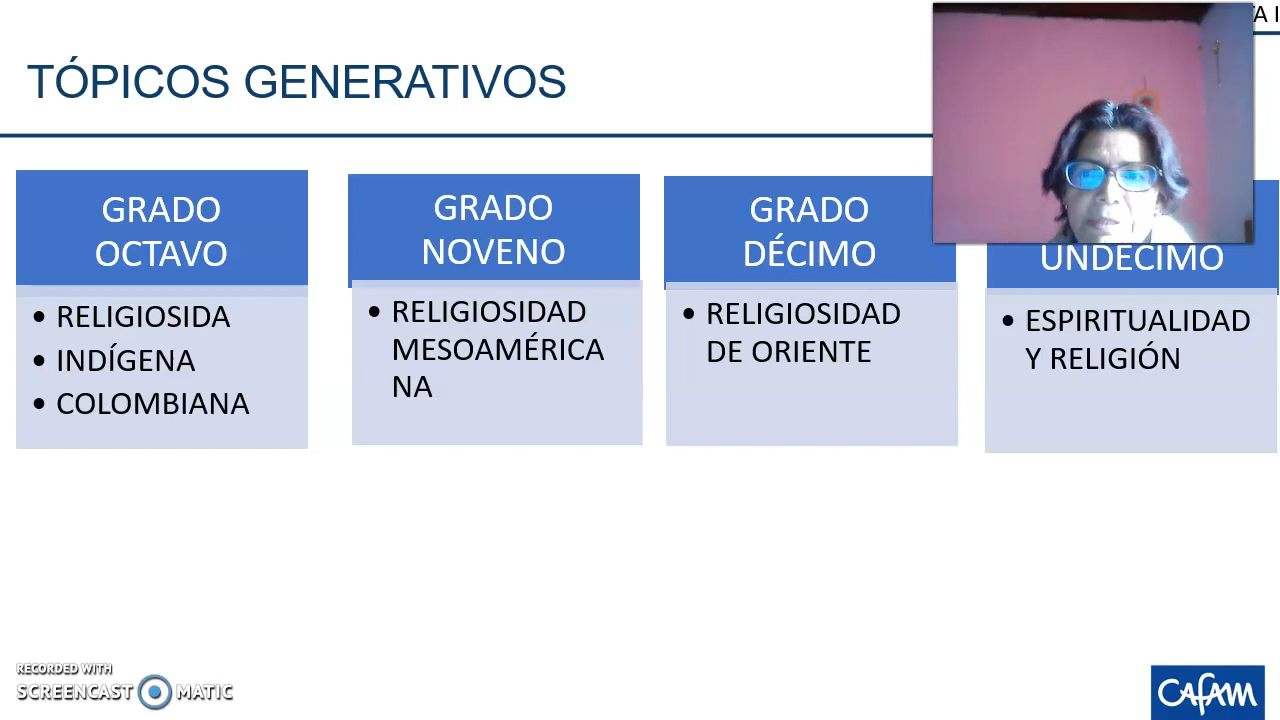 TÓPICOS GENERATIVOS
GRADO
OCTAVO
• RELIGIOSIDA
• INDÍGENA
• COLOMBIANA
GRADO
NOVENO
• RELIGIOSIDAD
MESOAMÉRICA
NA
GRADO
DÉCIMO
• RELIGIOSIDAD
DE ORIENTE
UNDÉCIMO
• ESPIRITUALIDAD
Y RELIGIÓN
RECORDED WITH
SCREENCAST MATIC
CAFAM